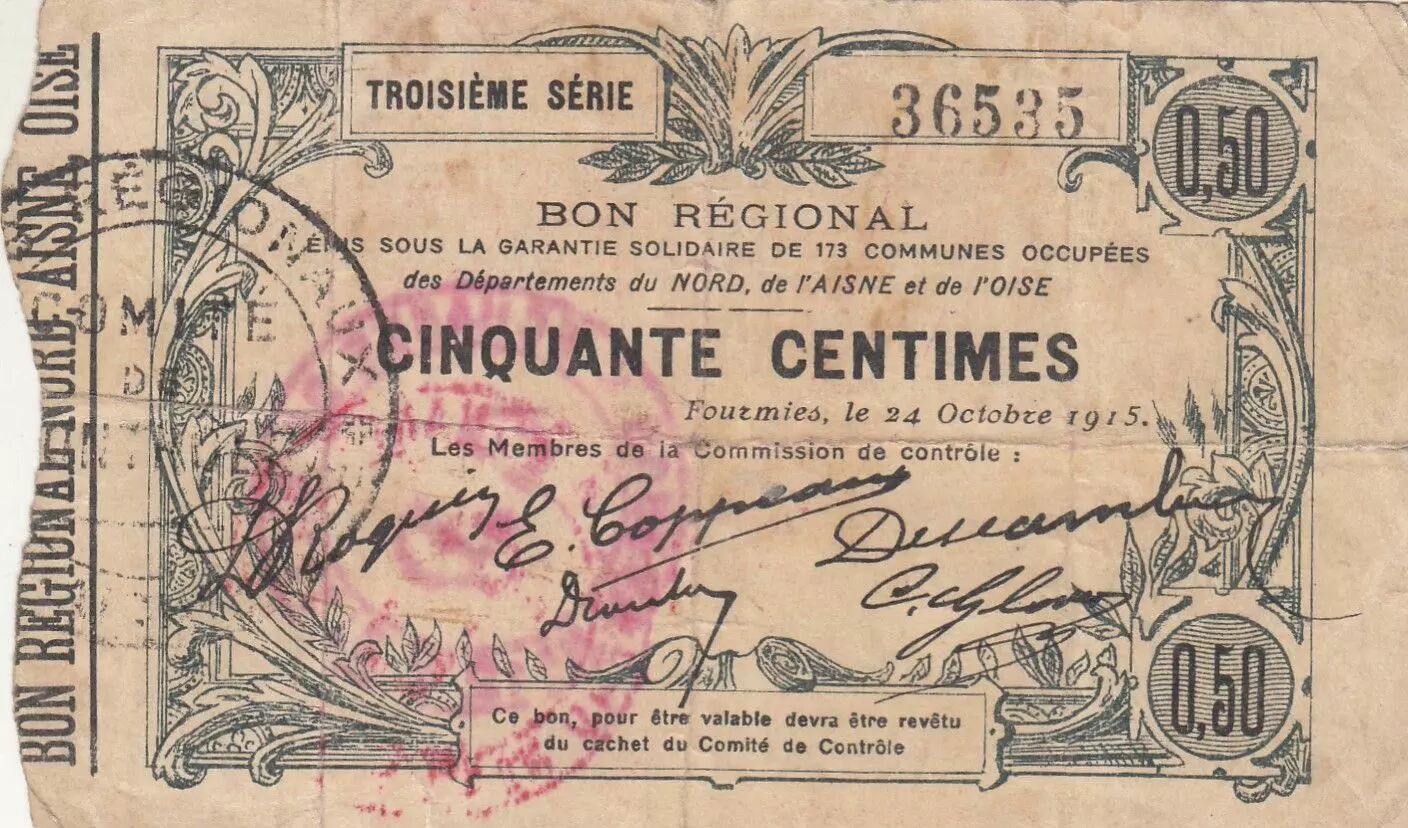 BON REGIONAL NORD, AISNE, OISE
TROISIÈME SÉRIE
36535
0,50
BON RÉGIONAL
ÉMIS SOUS LA GARANTIE SOLIDAIRE DE 173 COMMUNES OCCUPÉES
des Départements du NORD, de l'AISNE et de l'OISE
CINQUANTE CENTIMES
Fourmies, le 24 Octobre 1915.
Les Membres de la Commission de contrôle :
E. Coppeaux
0,50
Ce bon, pour être valable devra être revêtu
du cachet du Comité de Contrôle
RÉGIONAUX
COMITÉ
DE